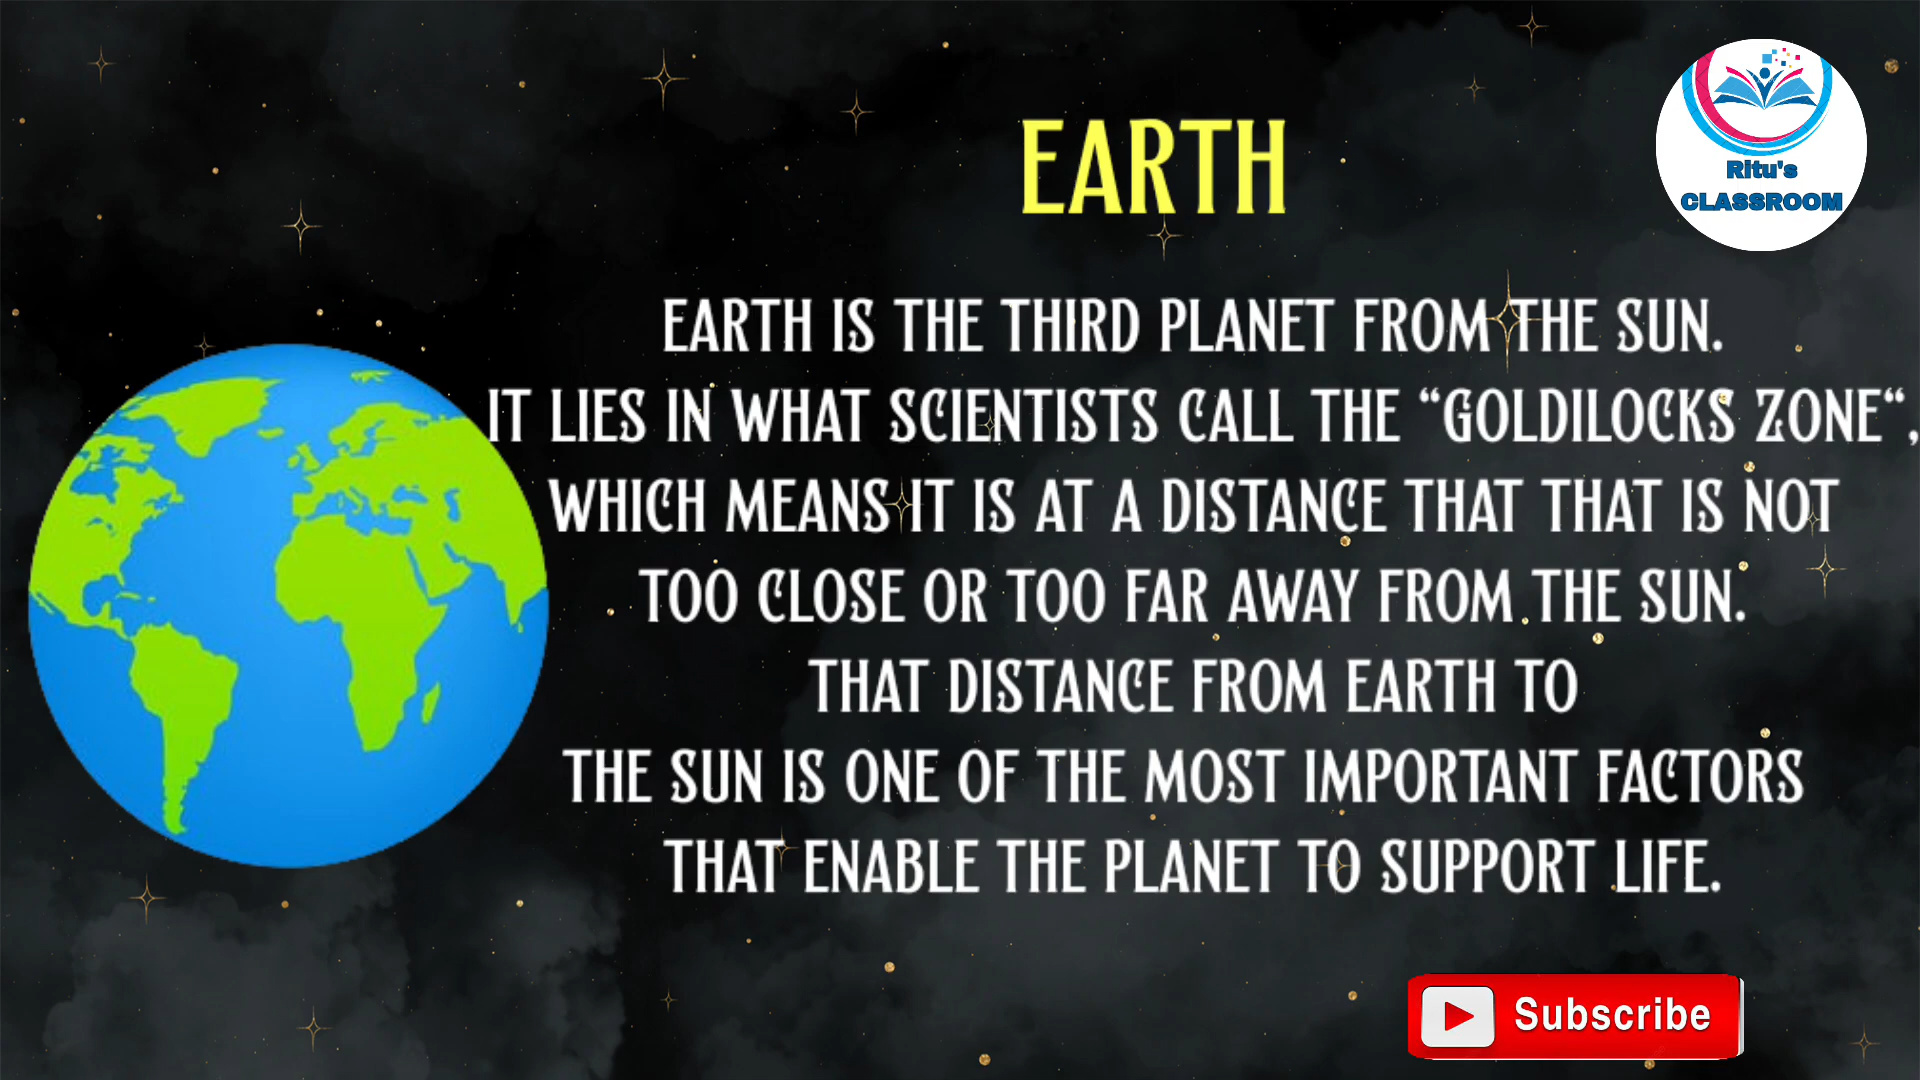 EARTH
Ritu's
CLASSROOM
EARTH IS THE THIRD PLANET FROM THE SUN.
IT LIES IN WHAT SCIENTISTS CALL THE “GOLDILOCKS ZONE“,
WHICH MEANS IT IS AT A DISTANCE THAT THAT IS NOT
TOO CLOSE OR TOO FAR AWAY FROM THE SUN.
THAT DISTANCE FROM EARTH TO
THE SUN IS ONE OF THE MOST IMPORTANT FACTORS
THAT ENABLE THE PLANET TO SUPPORT LIFE.
Subscribe